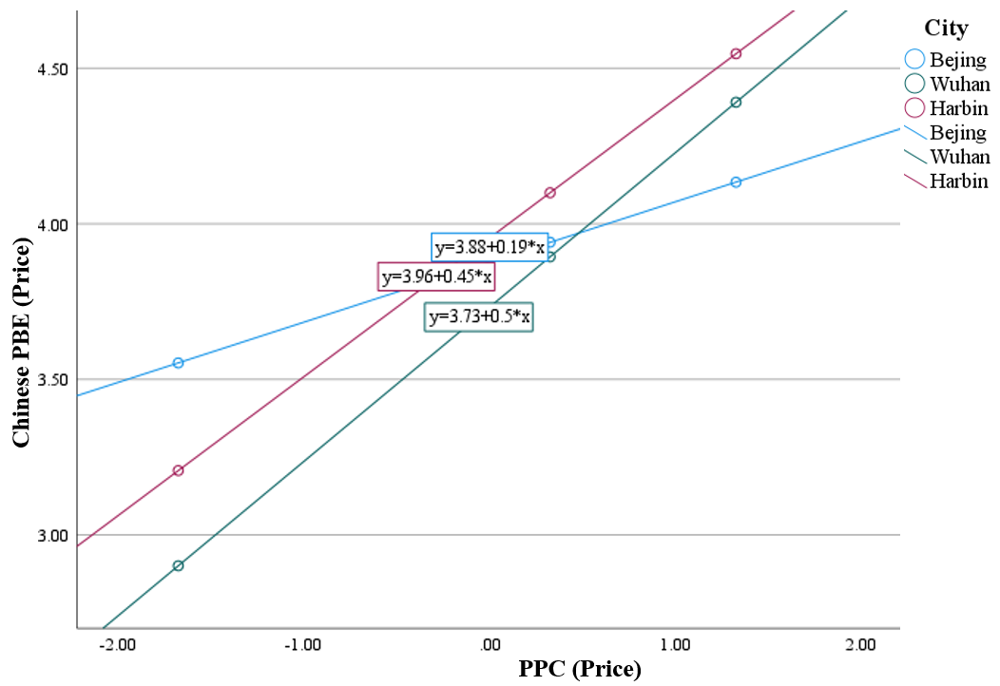 City
Bejing
Wuhan
Harbin
Bejing
Wuhan
Harbin
4.50
4.00
3.50
3.00
Chinese PBE (Price)
y=3.88+0.19*x
y=3.96+0.45*x
y=3.73+0.5*x
-2.00
-1.00
.00
1.00
2.00
PPC (Price)